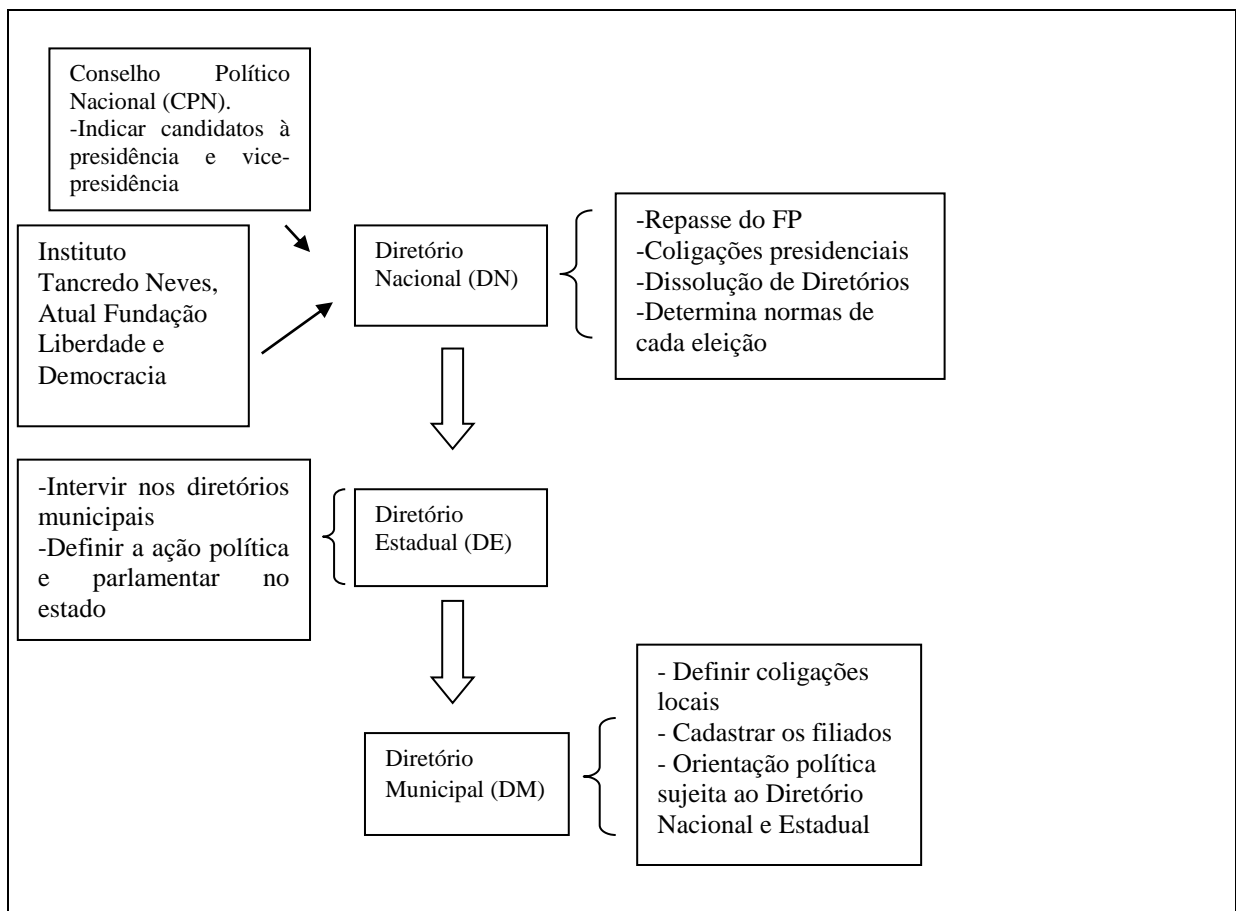 Conselho Político
Nacional (CPN).
-Indicar candidatos à
presidência e vice-
presidência
Instituto
Tancredo Neves,
Atual Fundação
Liberdade e
Democracia
Diretório
Nacional (DN)
-Repasse do FP
-Coligações presidenciais
-Dissolução de Diretórios
-Determina normas de
cada eleição
-Intervir nos diretórios
municipais
-Definir a ação política
e parlamentar no
estado
Diretório
Estadual (DE)
Diretório
Municipal (DM)
- Definir coligações
locais
- Cadastrar os filiados
- Orientação política
sujeita ao Diretório
Nacional e Estadual